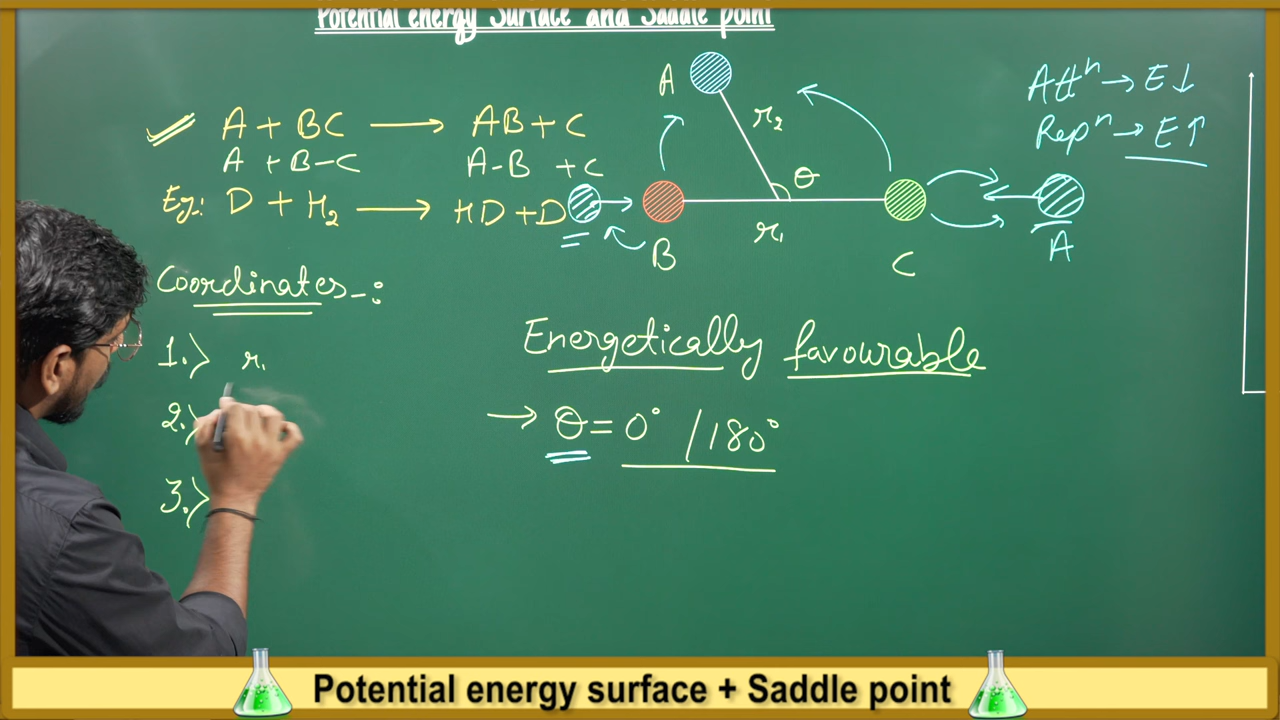 Potential energy Surface and Saddle point
A + BC → AB + C
A + B-C A-B + C
Eg.: D + H₂ → HD + D
A
r₂
θ
r₁
B
C
A
Attⁿ → E↓
Repⁿ → E↑
Coordinates-:
1.) r₁
2.)
3.)
Energetically favourable
→ θ = 0° / 180°
Potential energy surface + Saddle point